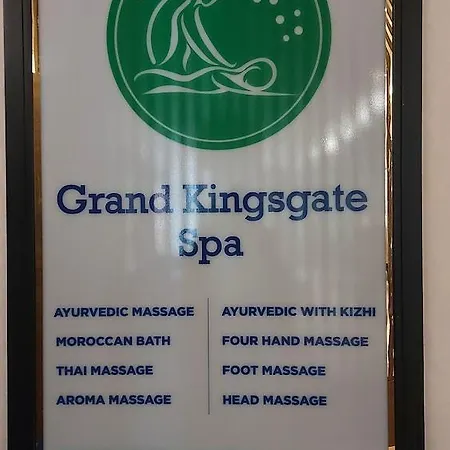 Grand Kingsgate
Spa
AYURVEDIC MASSAGE
MOROCCAN BATH
THAI MASSAGE
AROMA MASSAGE
AYURVEDIC WITH KIZHI
FOUR HAND MASSAGE
FOOT MASSAGE
HEAD MASSAGE